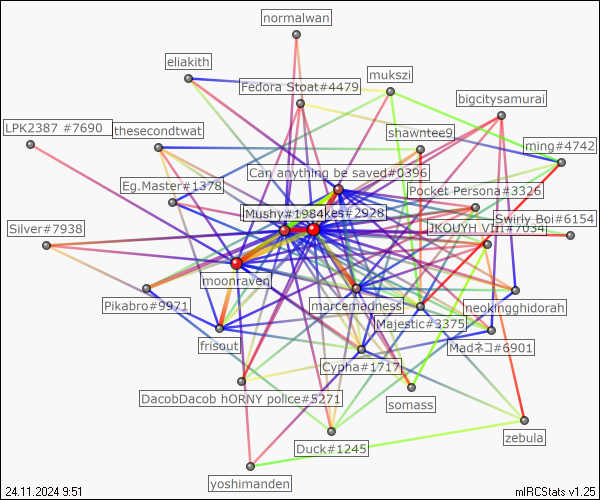 normalwan
eliakith
mukszi
Fedora Stoat#4479
bigcitysamurai
LPK2387 #7690
thesecondtwat
shawntee9
ming#4742
Can anything be saved#0396
Eg.Master#1378
Pocket Persona#3326
Mushy#1984
kes#2928
Swirly Boi#6154
Silver#7938
JKOUYH VIII#7034
moonraven
Pikabro#9971
marcemadness
neokingghidorah
Majestic#3375
frisout
Madネコ#6901
Cypha#1717
DacobDacob hORNY police#5271
somass
zebula
Duck#1245
yoshimanden
24.11.2024 9:51
mIRCStats v1.25